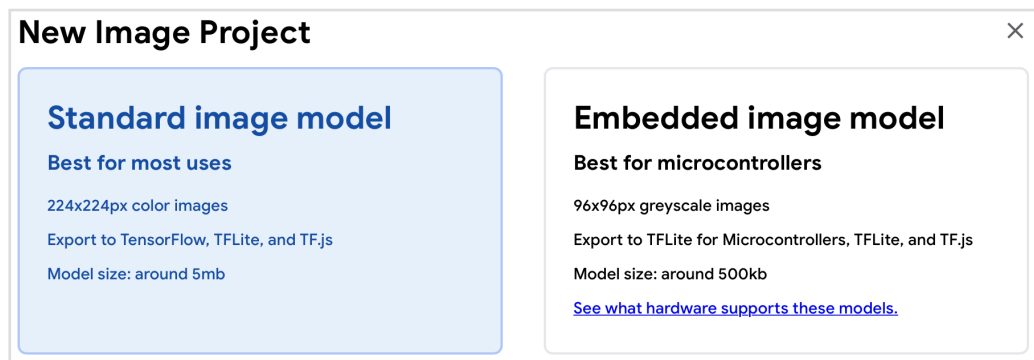 New Image Project
Standard image model
Best for most uses
224x224px color images
Export to TensorFlow, TFLite, and TF.js
Model size: around 5mb
Embedded image model
Best for microcontrollers
96x96px greyscale images
Export to TFLite for Microcontrollers, TFLite, and TF.js
Model size: around 500kb
See what hardware supports these models.